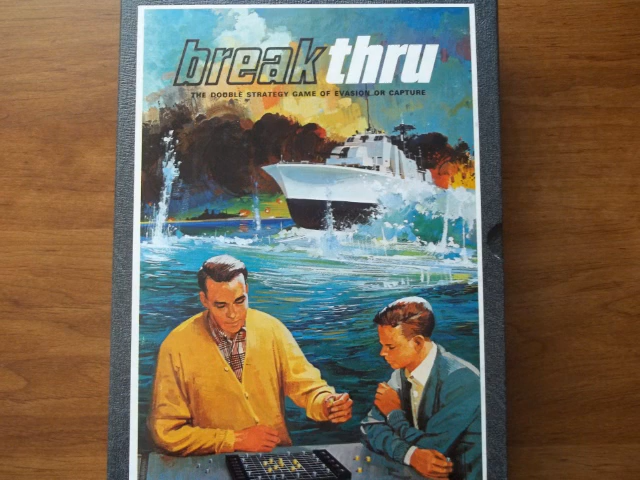 break thru
THE DOUBLE STRATEGY GAME OF EVASION OR CAPTURE